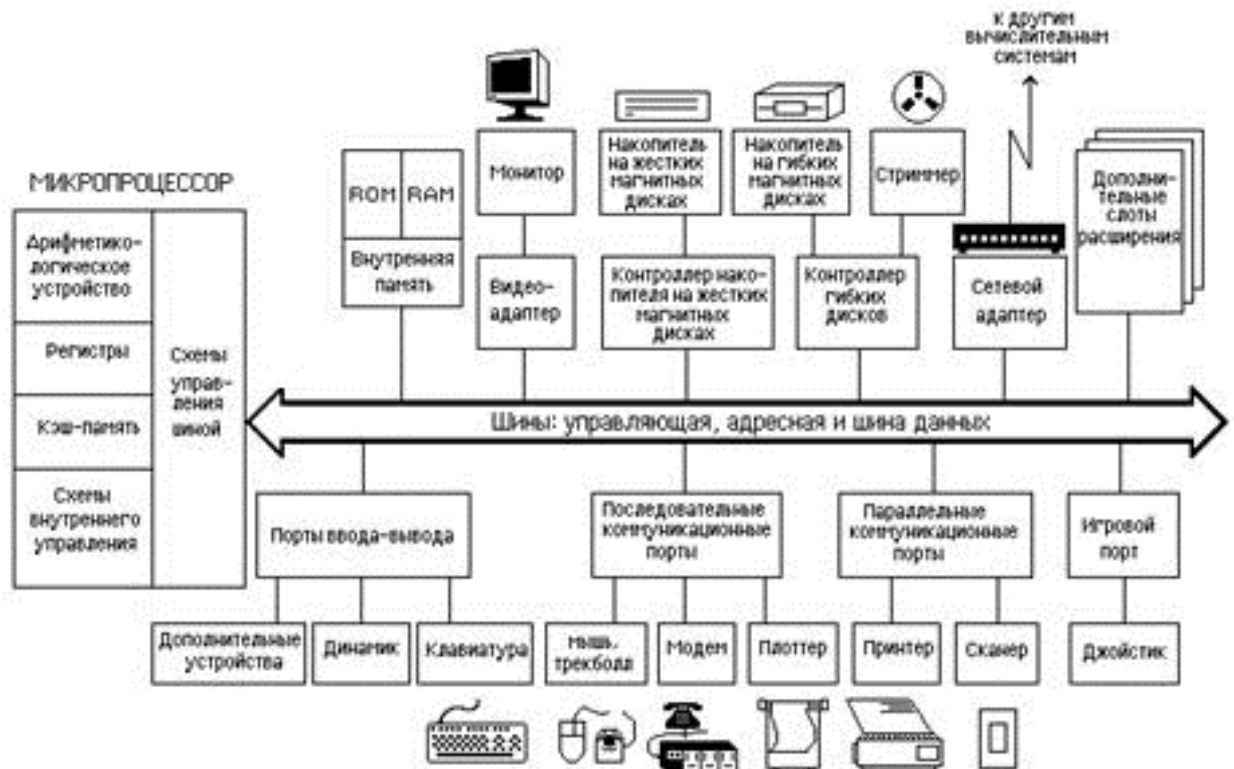 к другим
вычислительным
системам
МИКРОПРОЦЕССОР
Арифметико-
логическое
устройство
Регистры
Кэш-память
Схемы
внутреннего
управления
Схемы
управ-
ления
шиной
ROM RAM
Внутренняя
память
Монитор
Видео-
адаптер
Накопитель
на жестких
магнитных
дисках
Контроллер нако-
пителя на жестких
магнитных
дисках
Накопитель
на гибких
магнитных
дисках
Стриммер
Контроллер
гибких
дисков
Сетевой
адаптер
Дополни-
тельные
слоты
расширения
Шины: управляющая, адресная и шина данных
Порты ввода-вывода
Последовательные
коммуникационные
порты
Параллельные
коммуникационные
порты
Игровой
порт
Дополнительные
устройства
Динамик
Клавиатура
мышь,
трекболл
Модем
Плоттер
Принтер
Сканер
Джойстик